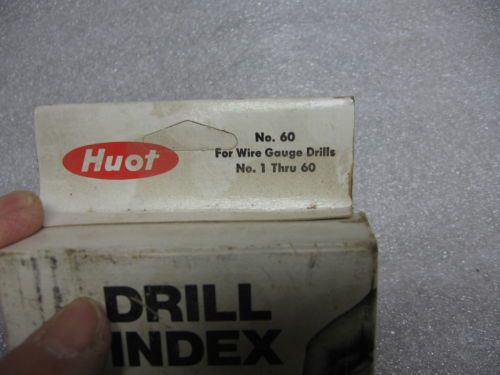 Huot
No. 60
For Wire Gauge Drills
No. 1 Thru 60
DRILL
INDEX